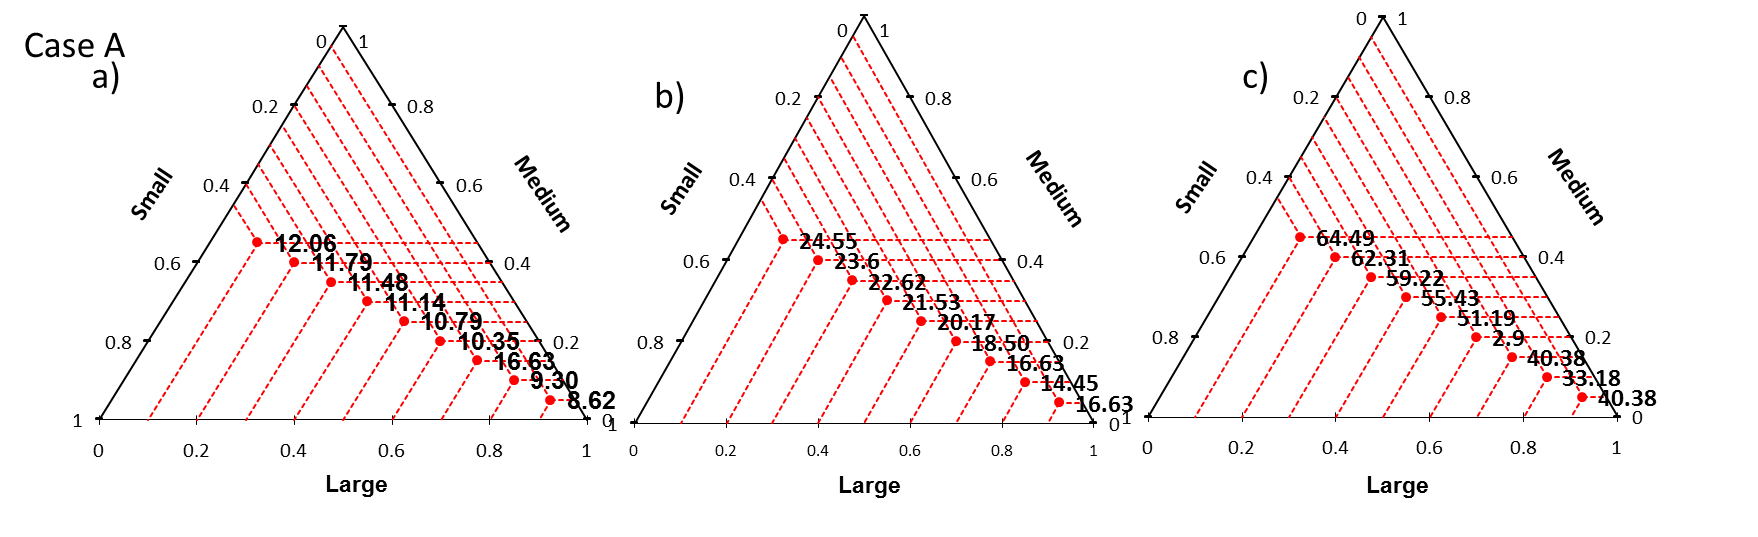 Case A
a)
0 1
0.2 0.8
0.4 0.6
0.6 0.4
0.8 0.2
1 0
Small
Medium
12.06
11.79
11.48
11.14
10.79
10.35
16.63
9.30
8.62
0 0.2 0.4 0.6 0.8 1
Large
b)
0 1
0.2 0.8
0.4 0.6
0.6 0.4
0.8 0.2
1 0
Small
Medium
24.55
23.6
22.62
21.53
20.17
18.50
16.63
14.45
16.63
0 0.2 0.4 0.6 0.8 1
Large
c)
0 1
0.2 0.8
0.4 0.6
0.6 0.4
0.8 0.2
1 0
Small
Medium
64.49
62.31
59.22
55.43
51.19
2.9
40.38
33.18
40.38
0 0.2 0.4 0.6 0.8 1
Large